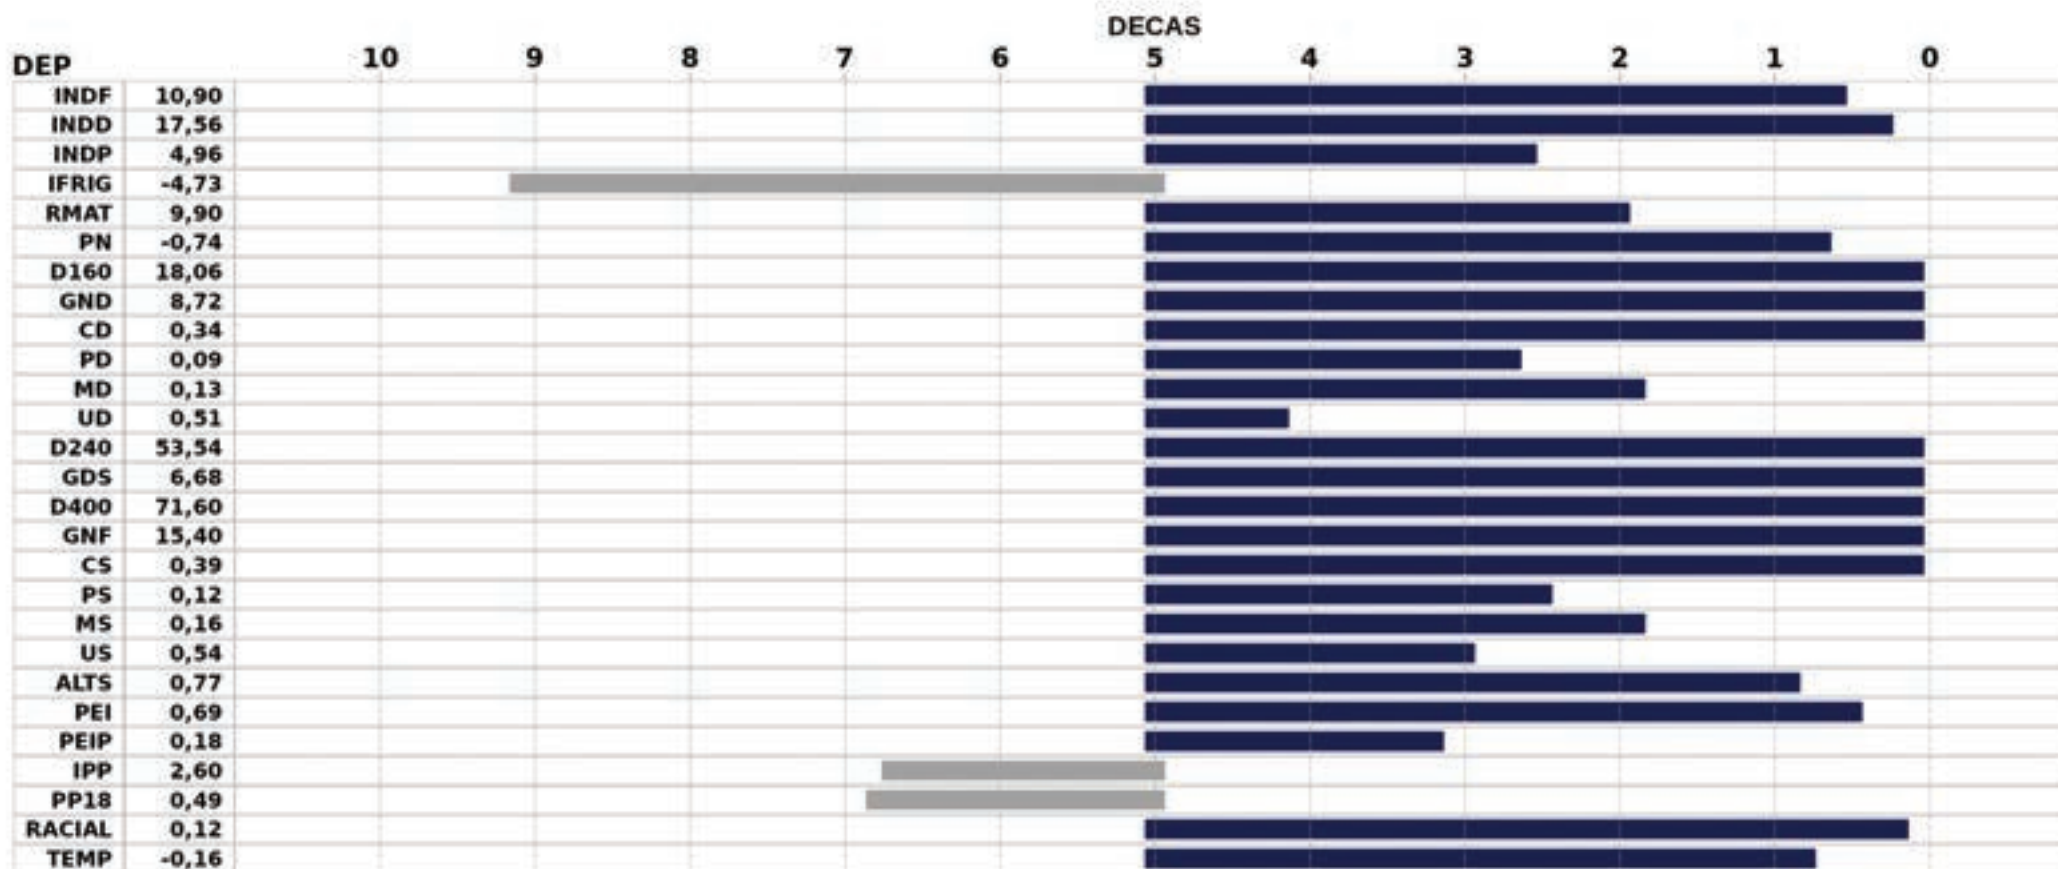 DECAS
DEP 10 9 8 7 6 5 4 3 2 1 0
INDF 10,90
INDD 17,56
INDP 4,96
IFRIG -4,73
RMAT 9,90
PN -0,74
D160 18,06
GND 8,72
CD 0,34
PD 0,09
MD 0,13
UD 0,51
D240 53,54
GDS 6,68
D400 71,60
GNF 15,40
CS 0,39
PS 0,12
MS 0,16
US 0,54
ALTS 0,77
PEI 0,69
PEIP 0,18
IPP 2,60
PP18 0,49
RACIAL 0,12
TEMP -0,16